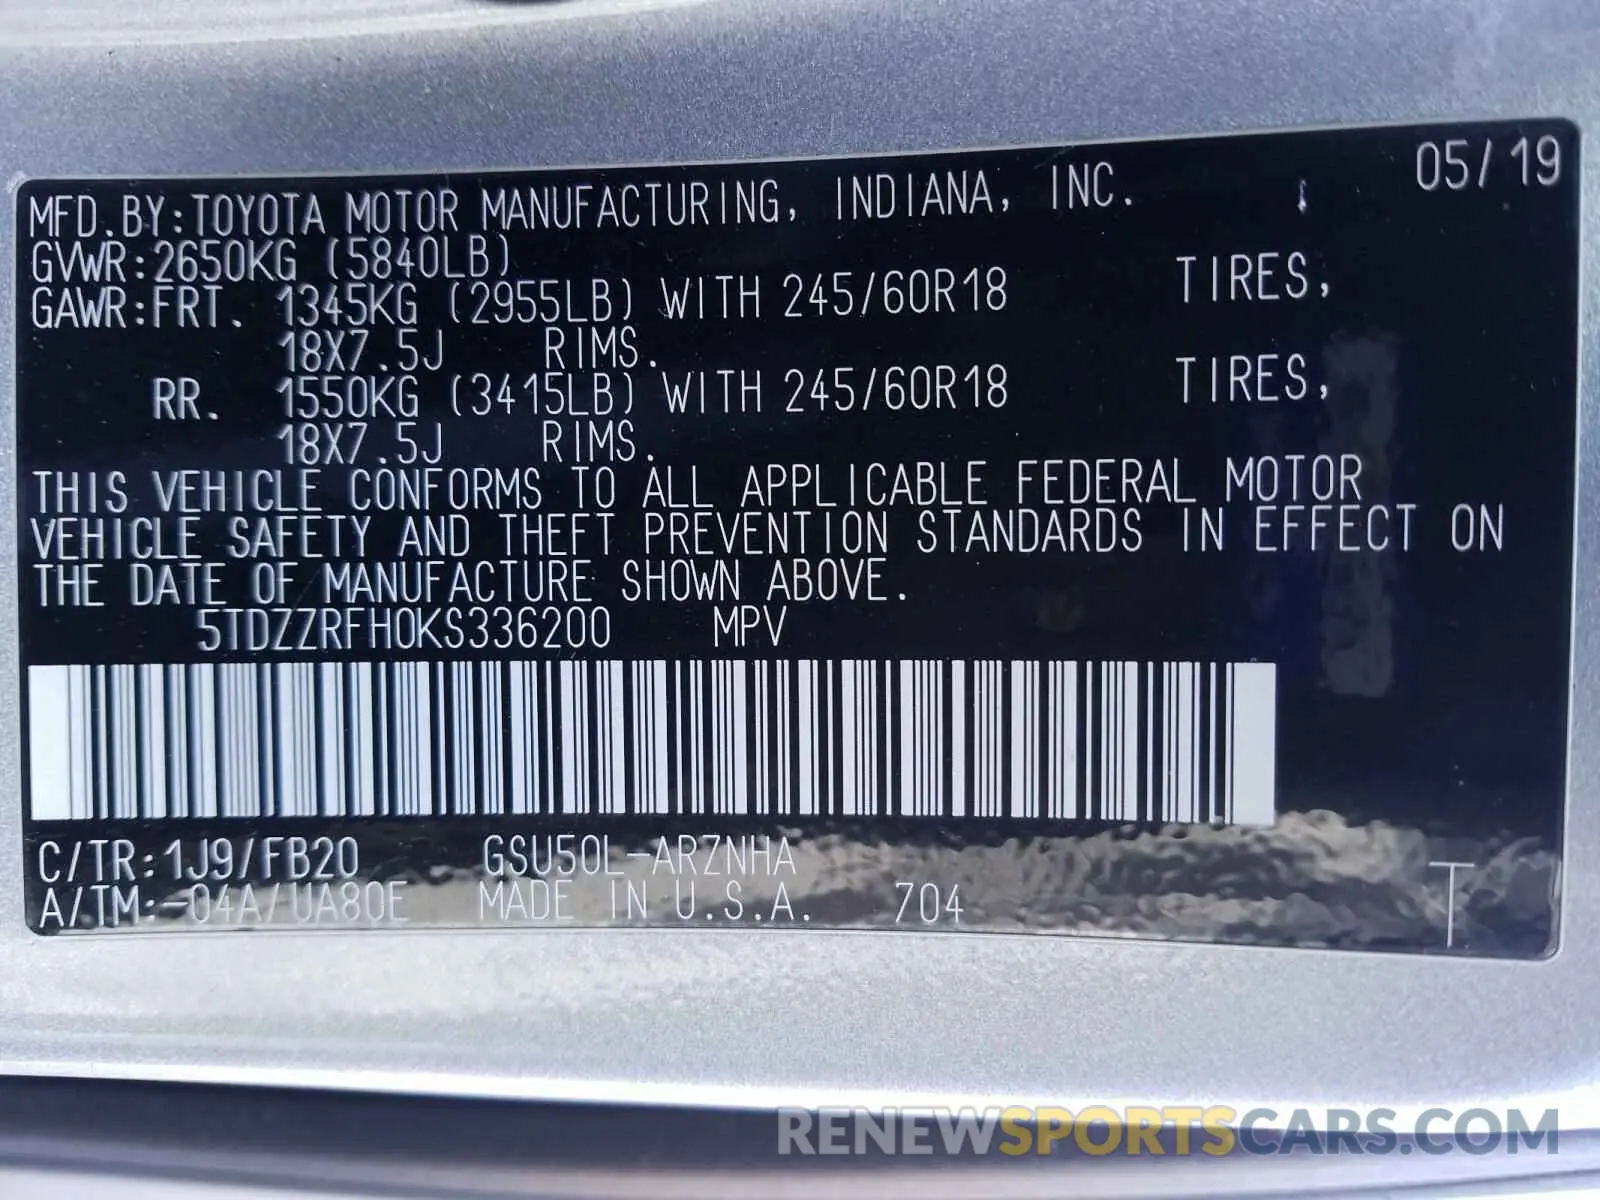 05/19
MFD.BY:TOYOTA MOTOR MANUFACTURING, INDIANA, INC.
GVWR:2650KG (5840LB)
GAWR:FRT. 1345KG (2955LB) WITH 245/60R18 TIRES,
18X7.5J RIMS.
RR. 1550KG (3415LB) WITH 245/60R18 TIRES,
18X7.5J RIMS.
THIS VEHICLE CONFORMS TO ALL APPLICABLE FEDERAL MOTOR
VEHICLE SAFETY AND THEFT PREVENTION STANDARDS IN EFFECT ON
THE DATE OF MANUFACTURE SHOWN ABOVE.
5TDZZRFH0KS336200 MPV
C/TR:1J9/FB20 GSU50L-ARZNHA
A/TM:-04A/UA80E MADE IN U.S.A. 704 T
RENEWSPORTSCARS.COM